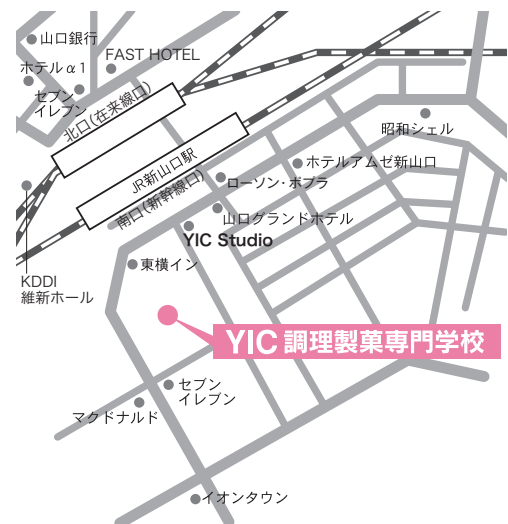 山口銀行
FAST HOTEL
ホテルα1
セブン
イレブン
北口(在来線口)
昭和シェル
JR新山口駅
ホテルアムゼ新山口
南口(新幹線口)
ローソン・ポプラ
山口グランドホテル
YIC Studio
東横イン
KDDI
維新ホール
YIC 調理製菓専門学校
セブン
イレブン
マクドナルド
イオンタウン